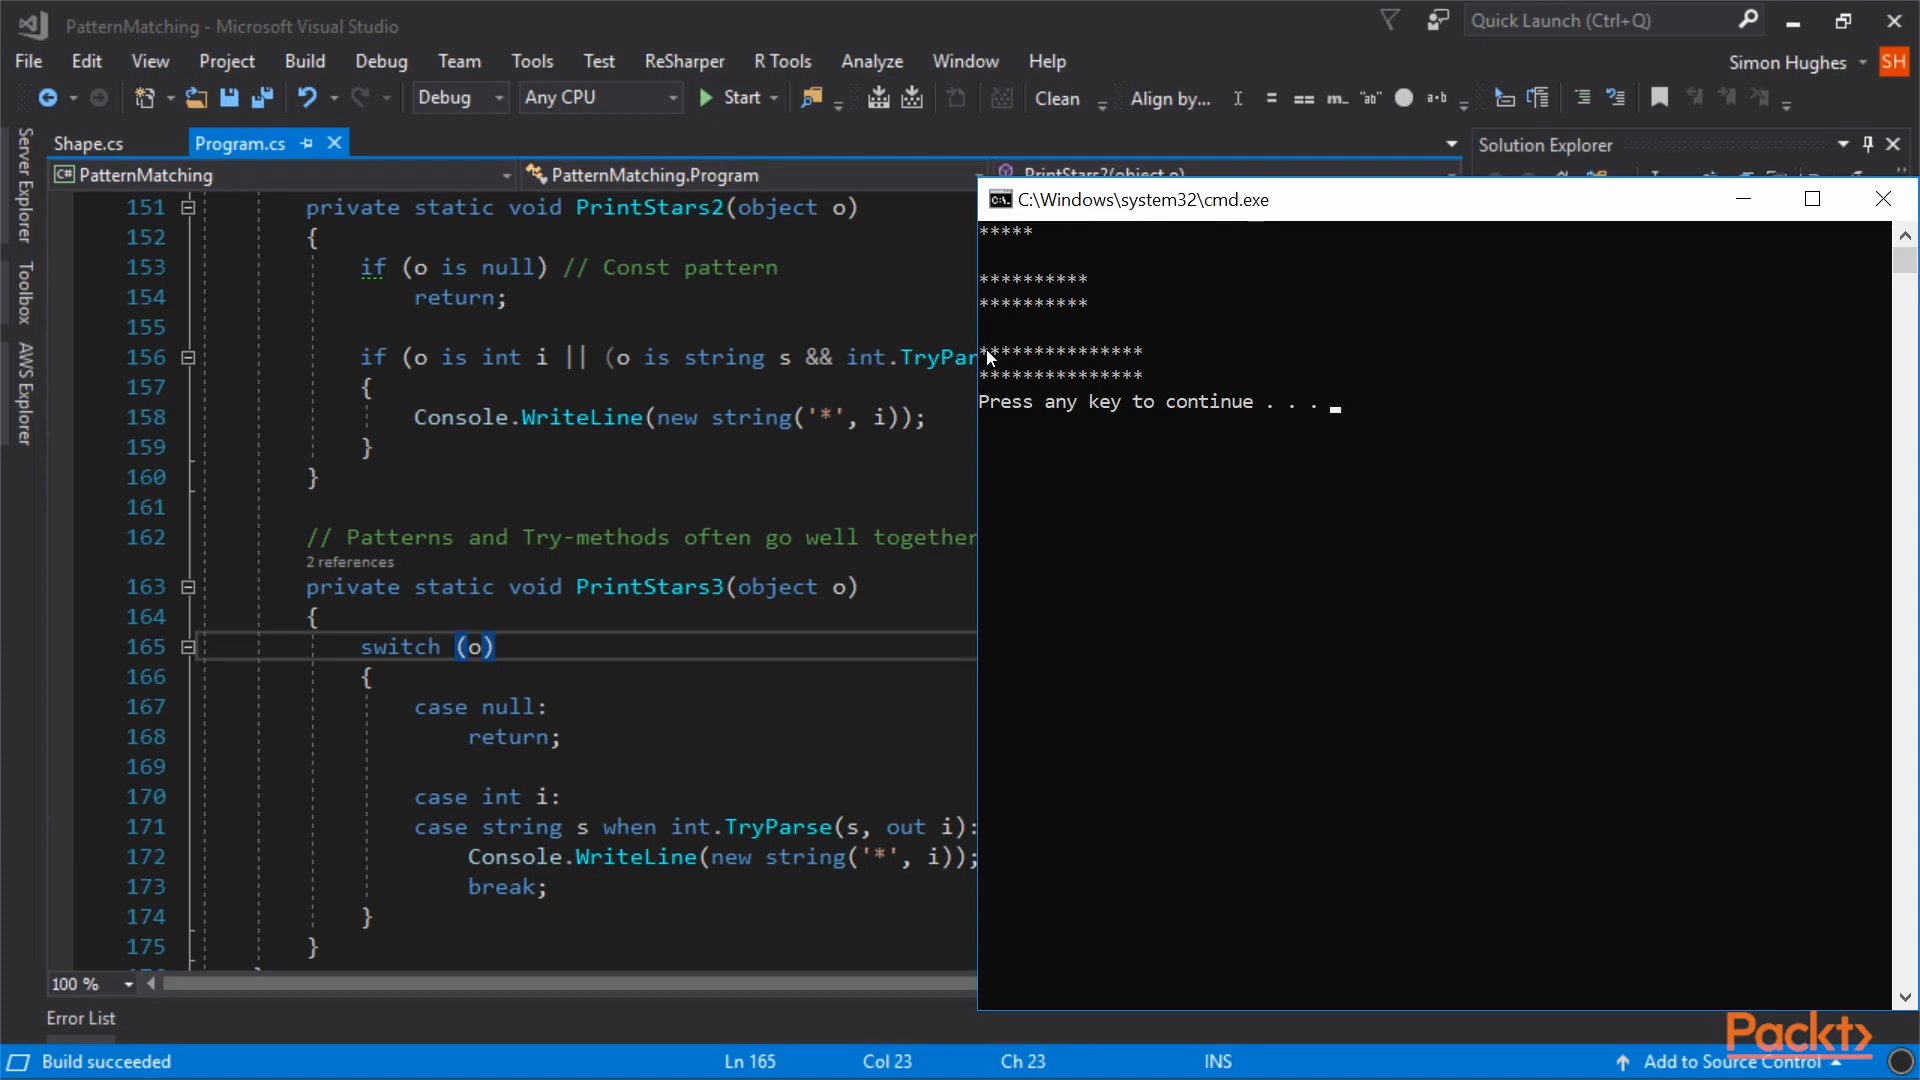 PatternMatching - Microsoft Visual Studio
Quick Launch (Ctrl+Q)
File Edit View Project Build Debug Team Tools Test ReSharper R Tools Analyze Window Help
Simon Hughes SH
Debug Any CPU Start Clean Align by...
Server Explorer
Toolbox
AWS Explorer
Shape.cs Program.cs
Solution Explorer
C# PatternMatching PatternMatching.Program PrintStars3(object o)
151 private static void PrintStars2(object o)
152 {
153 if (o is null) // Const pattern
154 return;
155
156 if (o is int i || (o is string s && int.TryPar
157 {
158 Console.WriteLine(new string('*', i));
159 }
160 }
161
162 // Patterns and Try-methods often go well together
2 references
163 private static void PrintStars3(object o)
164 {
165 switch (o)
166 {
167 case null:
168 return;
169
170 case int i:
171 case string s when int.TryParse(s, out i):
172 Console.WriteLine(new string('*', i));
173 break;
174 }
175 }
C:\Windows\system32\cmd.exe
*****
**********
**********
***************
***************
Press any key to continue . . .
100 %
Error List
Packt>
Build succeeded Ln 165 Col 23 Ch 23 INS Add to Source Control